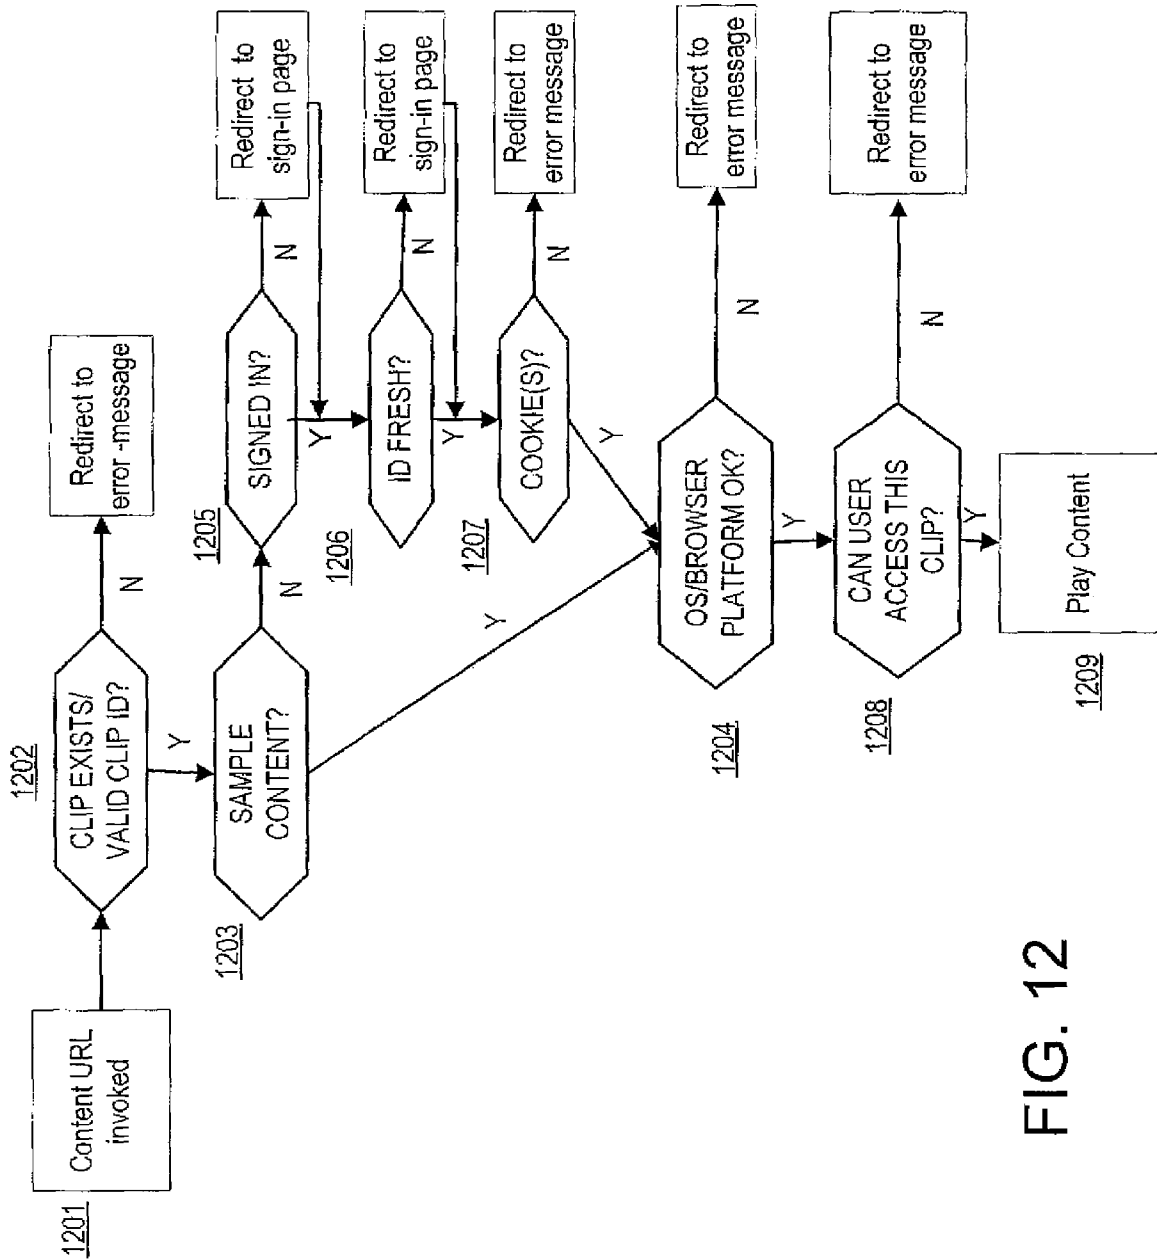 1201
Content URL
invoked
1202
CLIP EXISTS/
VALID CLIP ID?
N
Redirect to
error -message
Y
1203
SAMPLE
CONTENT?
N
Y
1205
SIGNED IN?
N
Redirect to
sign-in page
Y
1206
ID FRESH?
N
Redirect to
sign-in page
Y
1207
COOKIE(S)?
N
Redirect to
error message
Y
1204
OS/BROWSER
PLATFORM OK?
N
Redirect to
error message
Y
1208
CAN USER
ACCESS THIS
CLIP?
N
Redirect to
error message
Y
1209
Play Content
FIG. 12